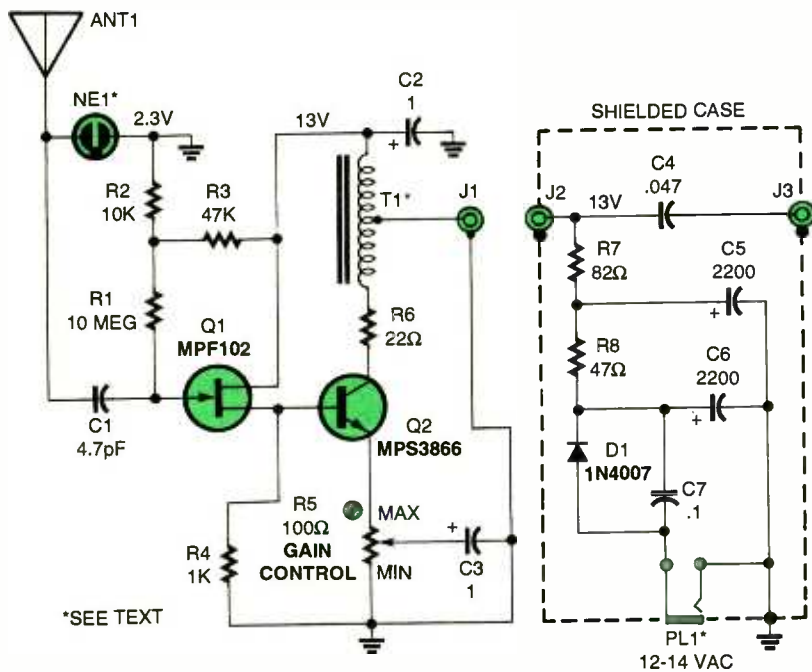 ANT1
NE1*
2.3V
R2
10K
R3
47K
R1
10 MEG
Q1
MPF102
C1
4.7pF
13V
C2
1
+
T1*
J1
R6
22Ω
Q2
MPS3866
R5
100Ω
GAIN
CONTROL
MAX
MIN
R4
1K
+
C3
1
*SEE TEXT
SHIELDED CASE
J2
13V
C4
.047
J3
R7
82Ω
C5
2200
+
R8
47Ω
C6
2200
+
D1
1N4007
C7
.1
PL1*
12-14 VAC